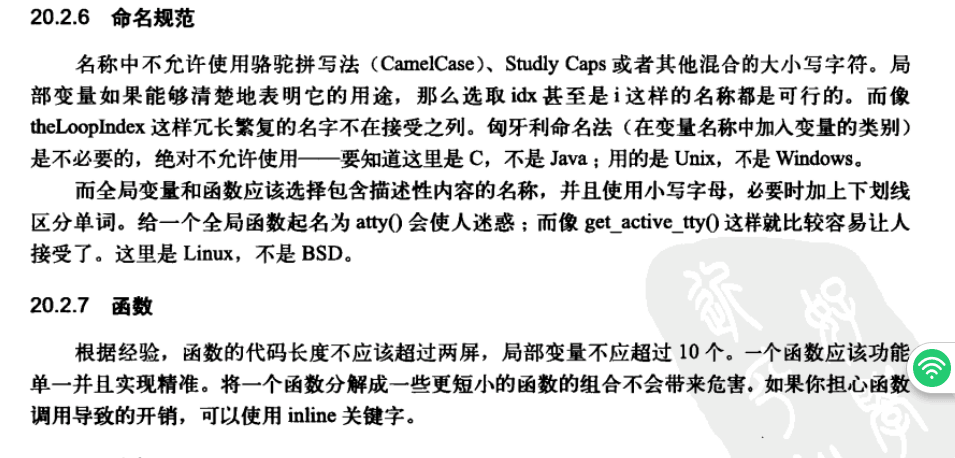 20.2.6 命名规范
名称中不允许使用骆驼拼写法（CamelCase）、Studly Caps 或者其他混合的大小写字符。局
部变量如果能够清楚地表明它的用途，那么选取 idx 甚至是 i 这样的名称都是可行的。而像
theLoopIndex 这样冗长繁复的名字不在接受之列。匈牙利命名法（在变量名称中加入变量的类别）
是不必要的，绝对不允许使用——要知道这里是 C，不是 Java；用的是 Unix，不是 Windows。
而全局变量和函数应该选择包含描述性内容的名称，并且使用小写字母，必要时加上下划线
区分单词。给一个全局函数起名为 atty() 会使人迷惑；而像 get_active_tty() 这样就比较容易让人
接受了。这里是 Linux，不是 BSD。
20.2.7 函数
根据经验，函数的代码长度不应该超过两屏，局部变量不应超过 10 个。一个函数应该功能
单一并且实现精准。将一个函数分解成一些更短小的函数的组合不会带来危害。如果你担心函数
调用导致的开销，可以使用 inline 关键字。